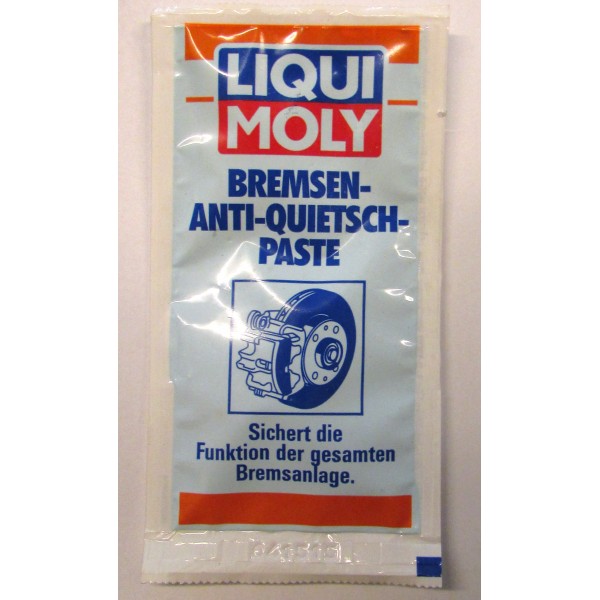 LIQUI
MOLY
BREMSEN-
ANTI-QUIETSCH-
PASTE
Sichert die
Funktion der gesamten
Bremsanlage.